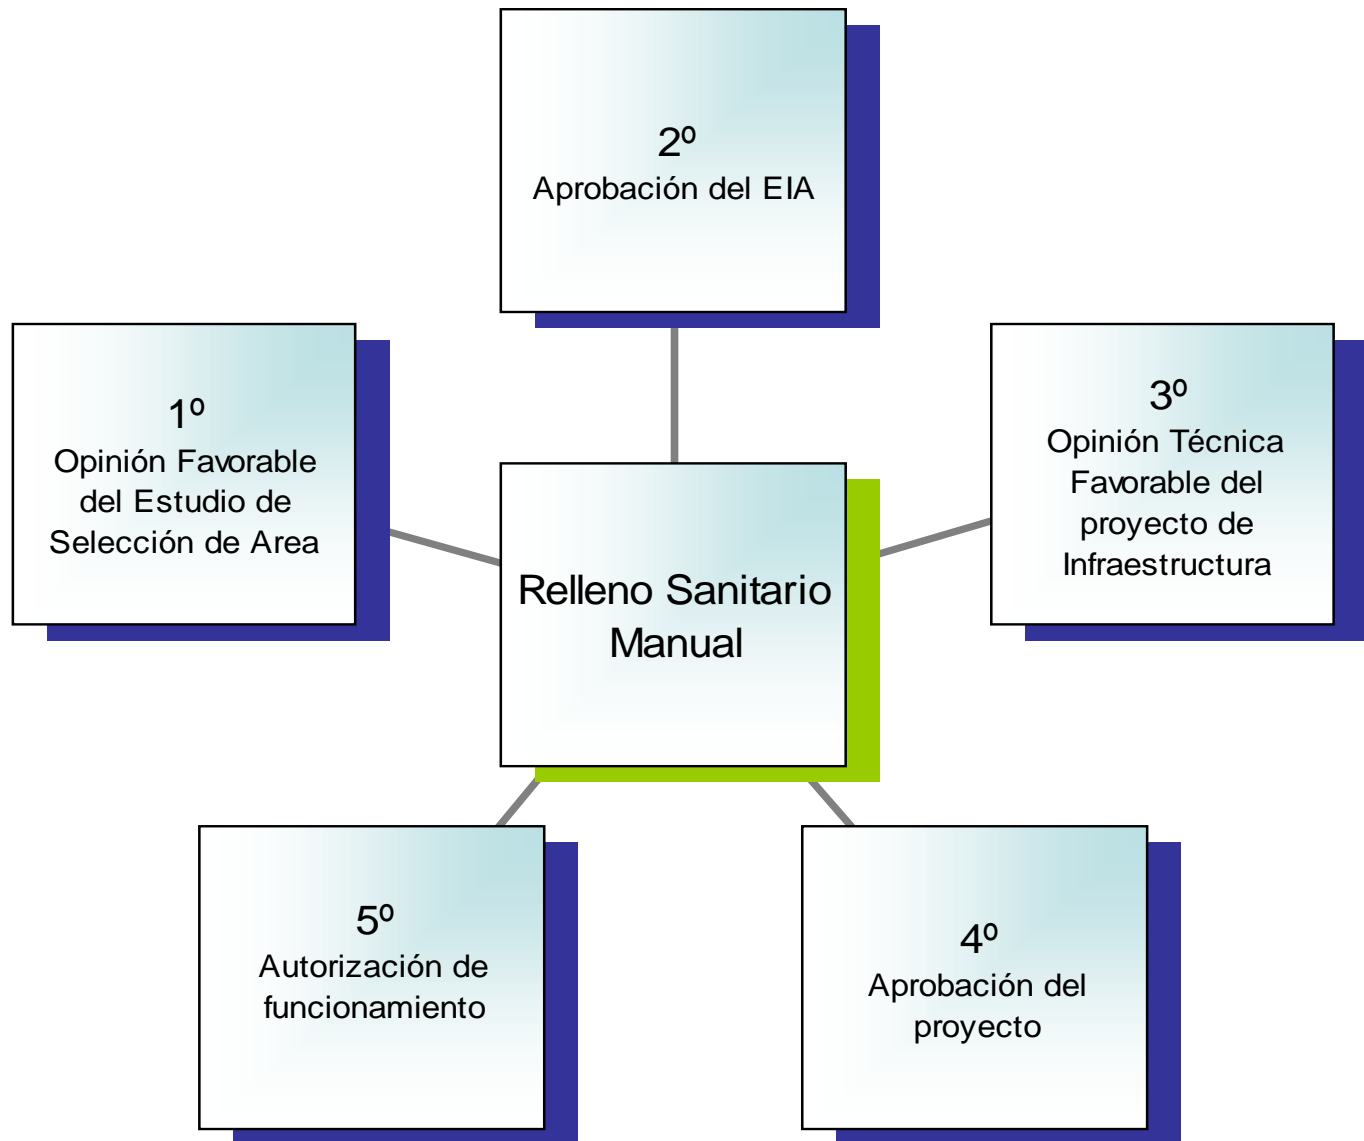 2º
Aprobación del EIA
1º
Opinión Favorable
del Estudio de
Selección de Area
3º
Opinión Técnica
Favorable del
proyecto de
Infraestructura
Relleno Sanitario
Manual
5º
Autorización de
funcionamiento
4º
Aprobación del
proyecto